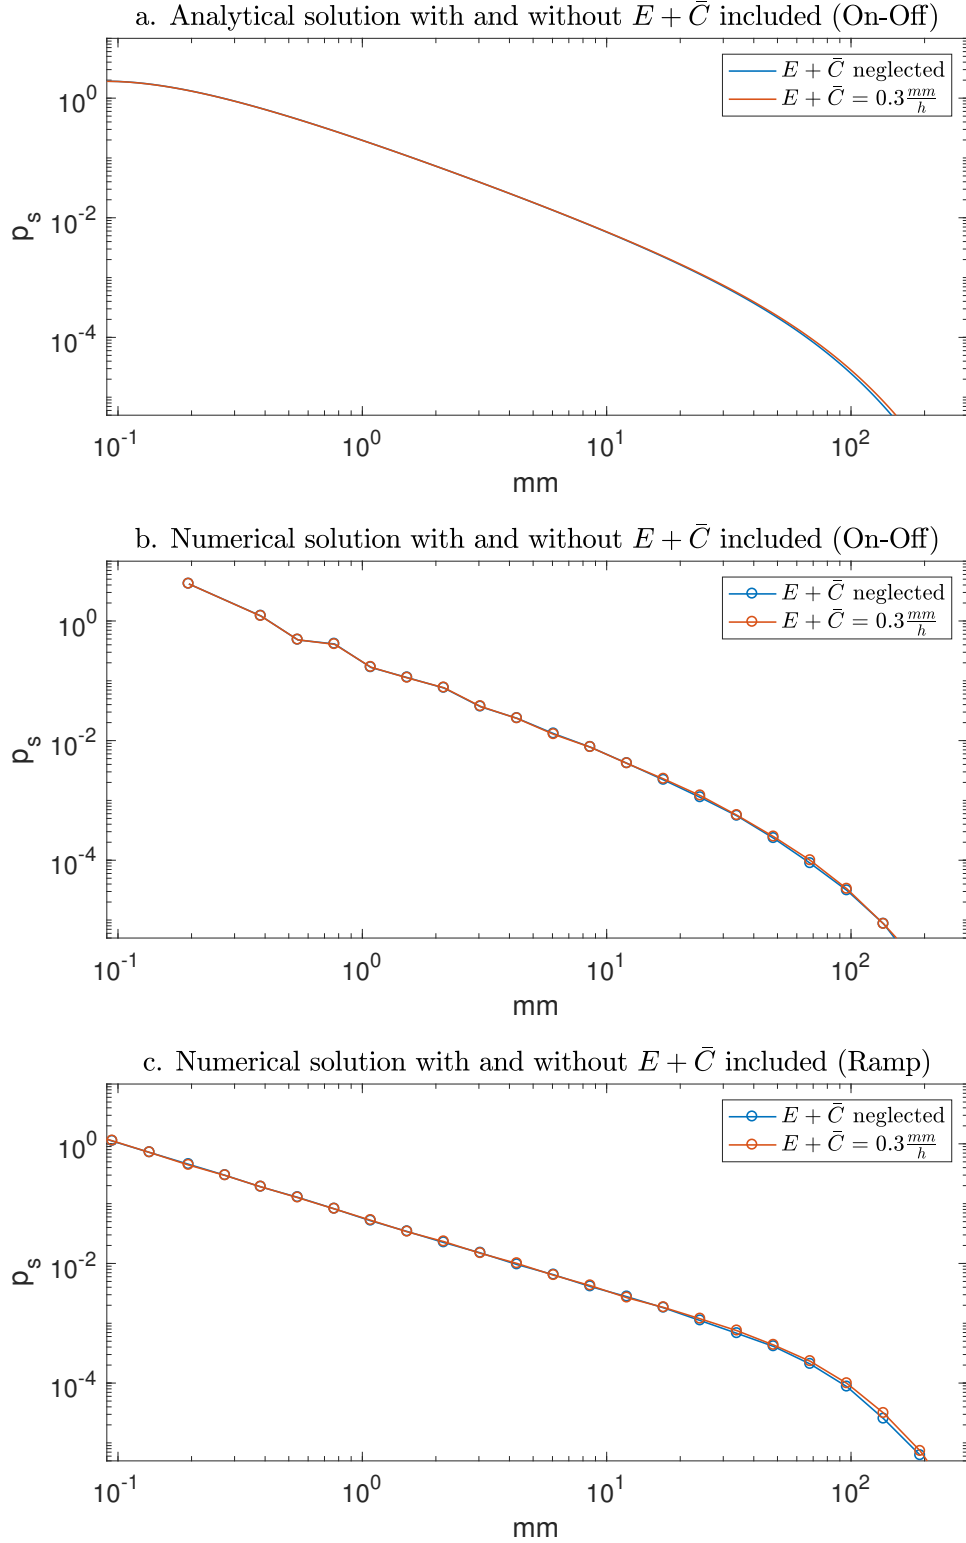 a. Analytical solution with and without E + C̄ included (On-Off)
E + C̄ neglected
E + C̄ = 0.3 mm/h
10^0
10^-2
10^-4
p_s
10^-1 10^0 10^1 10^2
mm
b. Numerical solution with and without E + C̄ included (On-Off)
E + C̄ neglected
E + C̄ = 0.3 mm/h
10^0
10^-2
10^-4
p_s
10^-1 10^0 10^1 10^2
mm
c. Numerical solution with and without E + C̄ included (Ramp)
E + C̄ neglected
E + C̄ = 0.3 mm/h
10^0
10^-2
10^-4
p_s
10^-1 10^0 10^1 10^2
mm